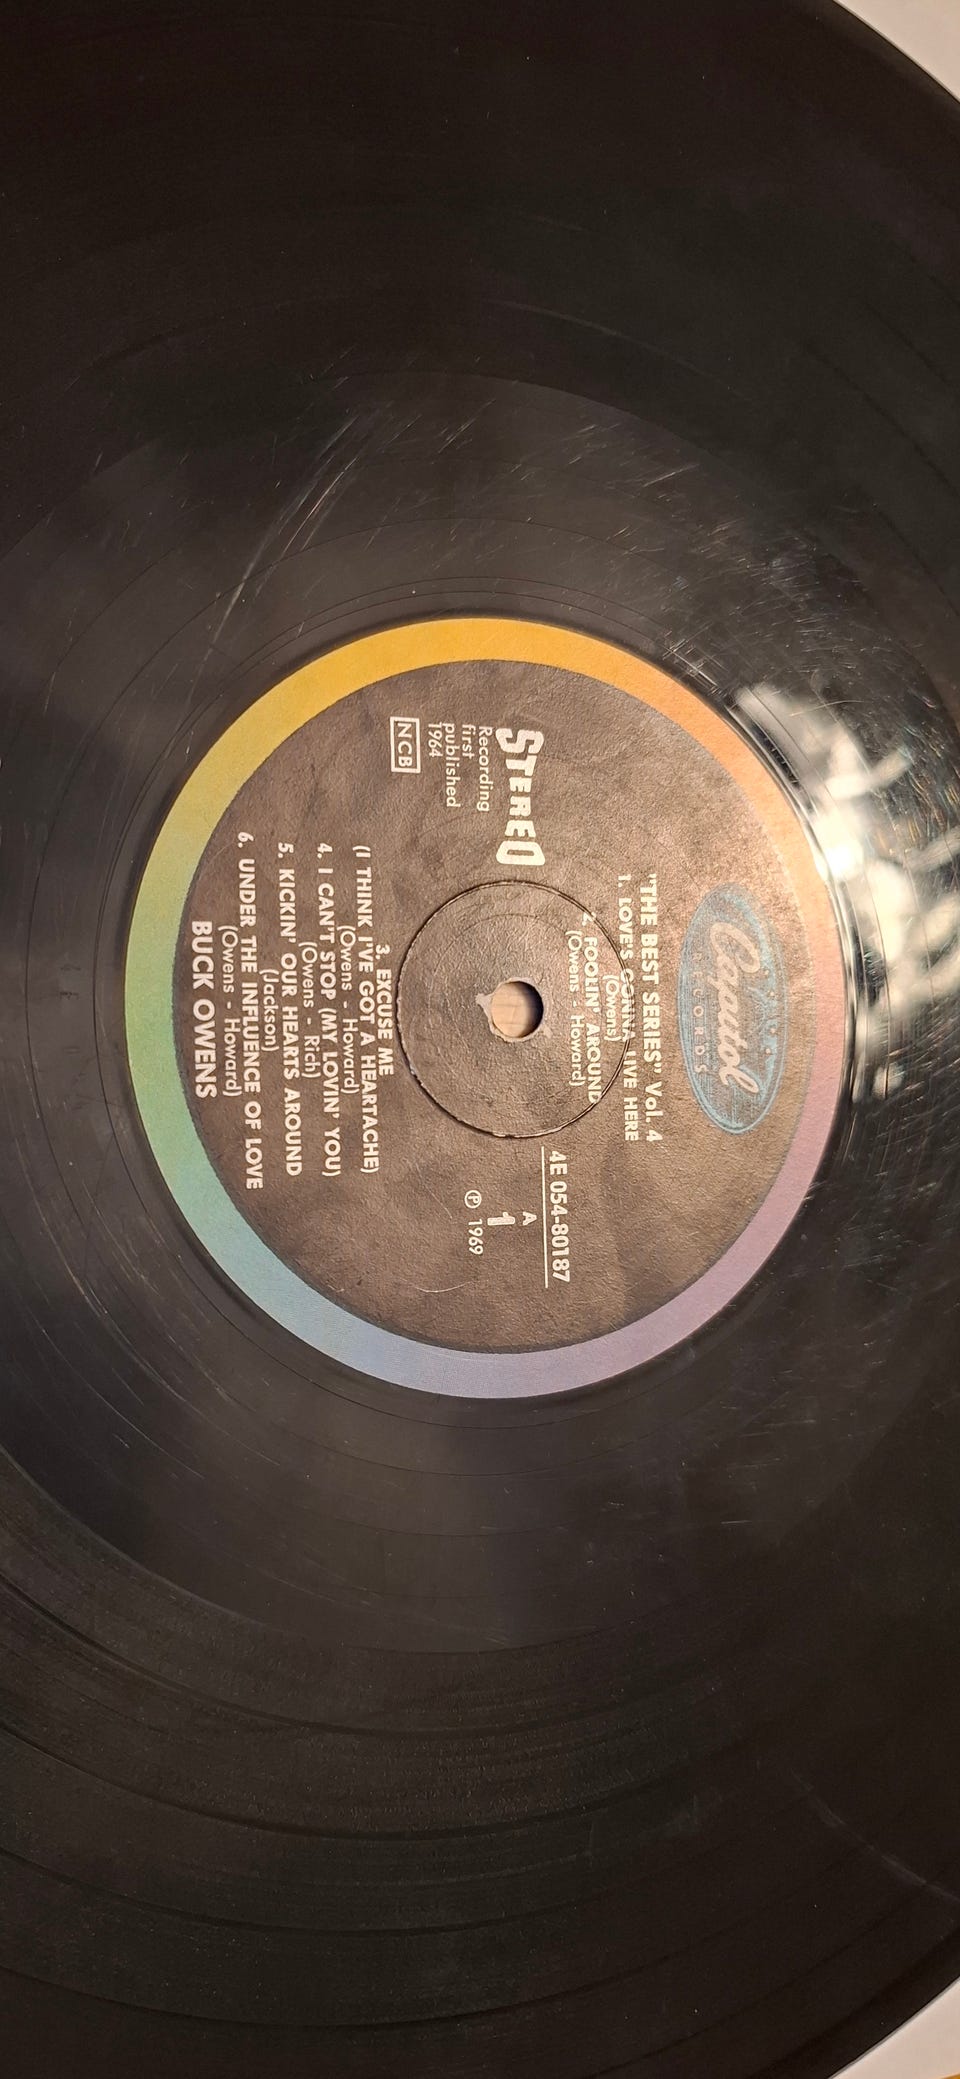 Capitol
RECORDS
"THE BEST SERIES" Vol. 4
1. LOVE'S GONNA LIVE HERE
(Owens)
2. FOOLIN' AROUND
(Owens - Howard)
STEREO
Recording
first
published
1964
NCB
4E 054-80187
A
1
Ⓟ 1969
3. EXCUSE ME
(I THINK I'VE GOT A HEARTACHE)
(Owens - Howard)
4. I CAN'T STOP (MY LOVIN' YOU)
(Owens - Rich)
5. KICKIN' OUR HEARTS AROUND
(Jackson)
6. UNDER THE INFLUENCE OF LOVE
(Owens - Howard)
BUCK OWENS